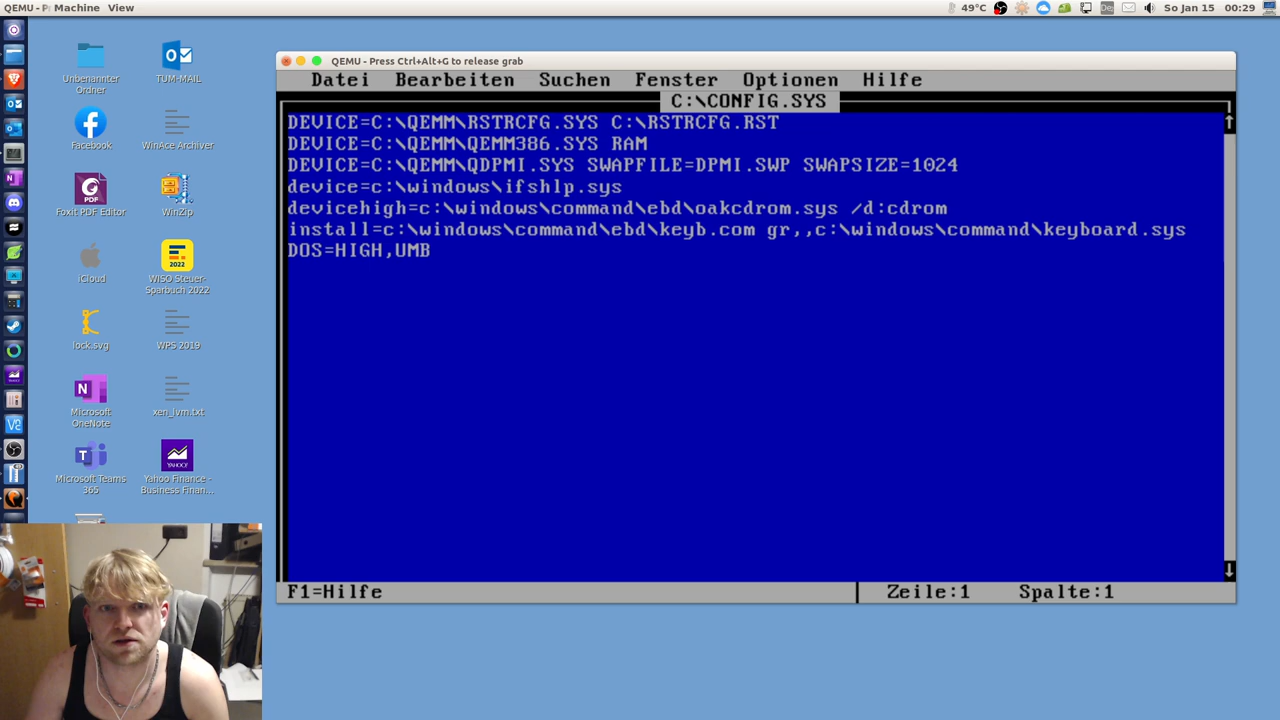 QEMU - P
Machine
View
49°C
De
So Jan 15
00:29
Unbenannter
Ordner
TUM-MAIL
Facebook
WinAce Archiver
PDF
Foxit PDF Editor
WinZip
iCloud
2022
WISO Steuer-
Sparbuch 2022
lock.svg
WPS 2019
Microsoft
OneNote
xen_lvm.txt
Microsoft Teams
365
YAHOO!
Yahoo Finance -
Business Finan...
QEMU - Press Ctrl+Alt+G to release grab
Datei Bearbeiten Suchen Fenster Optionen Hilfe
C:\CONFIG.SYS
DEVICE=C:\QEMM\RSTRCFG.SYS C:\RSTRCFG.RST
DEVICE=C:\QEMM\QEMM386.SYS RAM
DEVICE=C:\QEMM\QDPMI.SYS SWAPFILE=DPMI.SWP SWAPSIZE=1024
device=c:\windows\ifshlp.sys
devicehigh=c:\windows\command\ebd\oakcdrom.sys /d:cdrom
install=c:\windows\command\ebd\keyb.com gr,,c:\windows\command\keyboard.sys
DOS=HIGH,UMB
F1=Hilfe
Zeile:1
Spalte:1